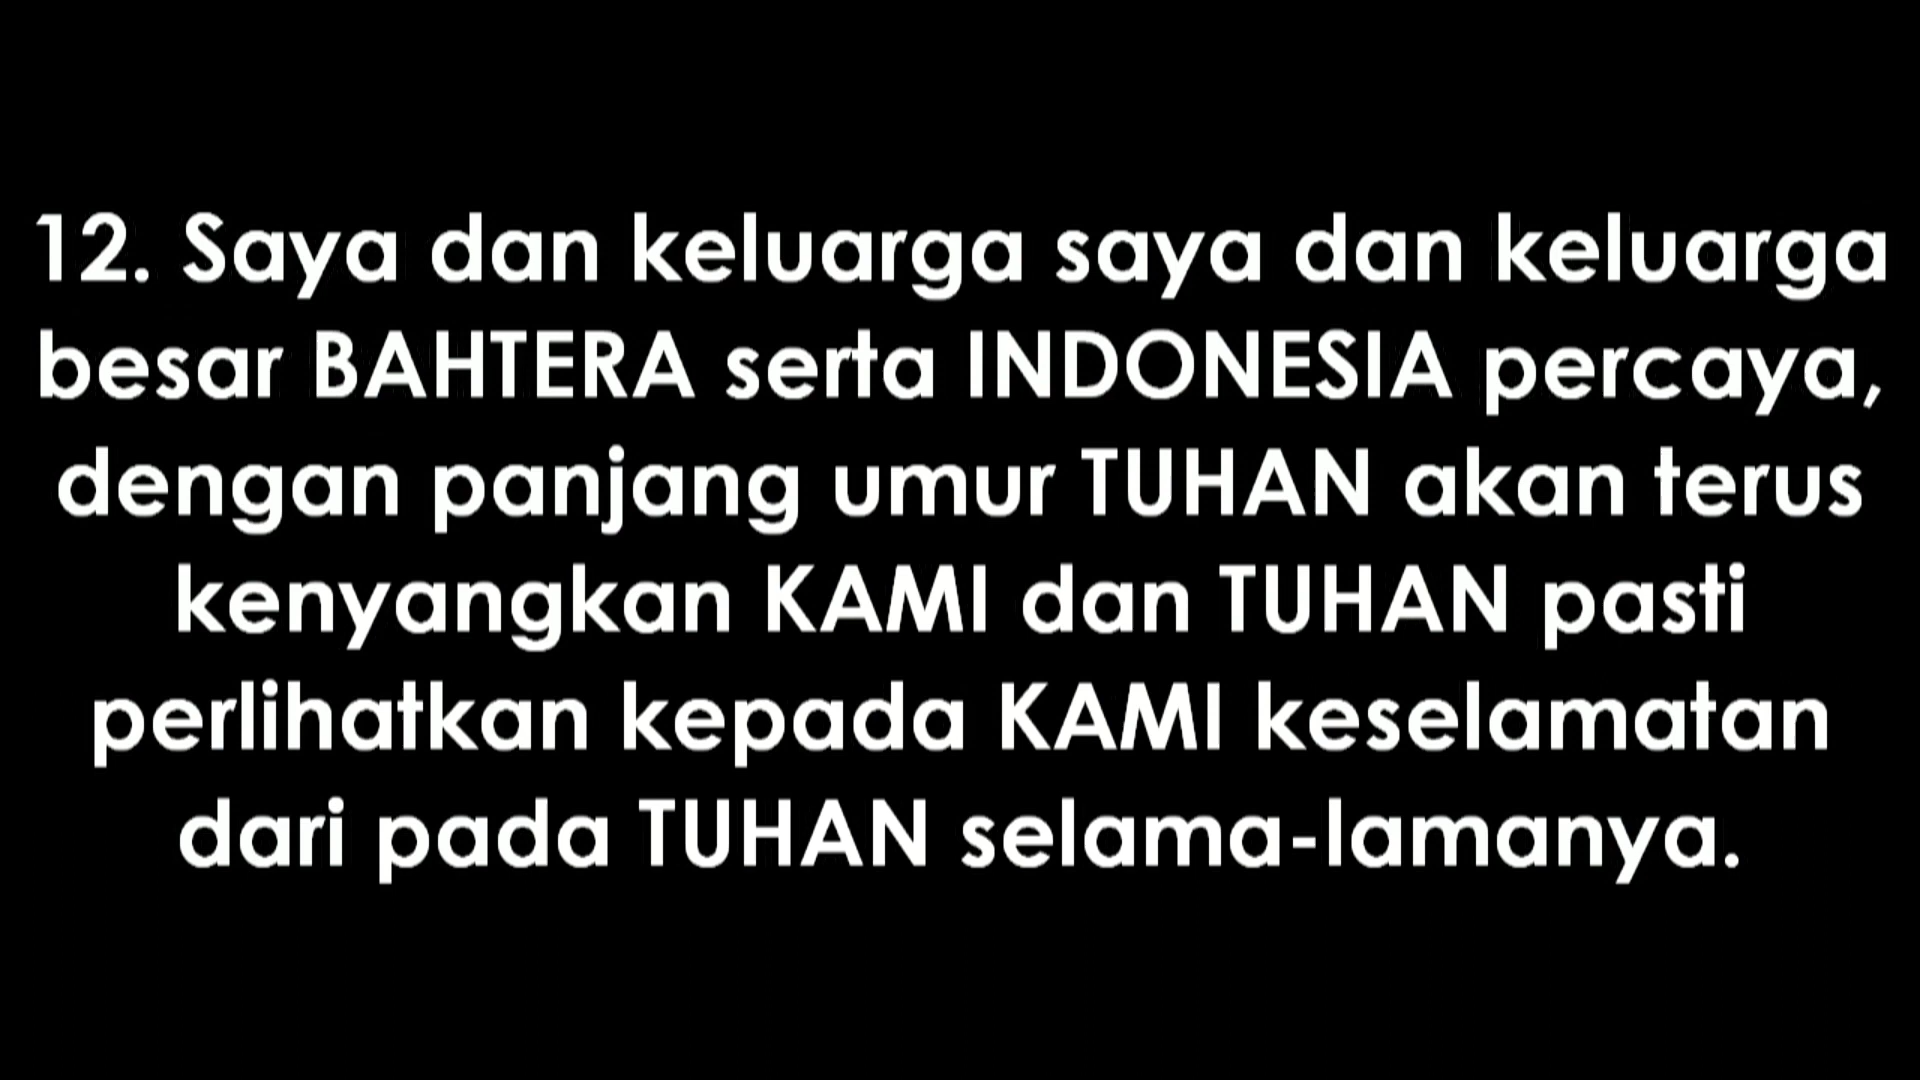 12. Saya dan keluarga saya dan keluarga
besar BAHTERA serta INDONESIA percaya,
dengan panjang umur TUHAN akan terus
kenyangkan KAMI dan TUHAN pasti
perlihatkan kepada KAMI keselamatan
dari pada TUHAN selama-lamanya.